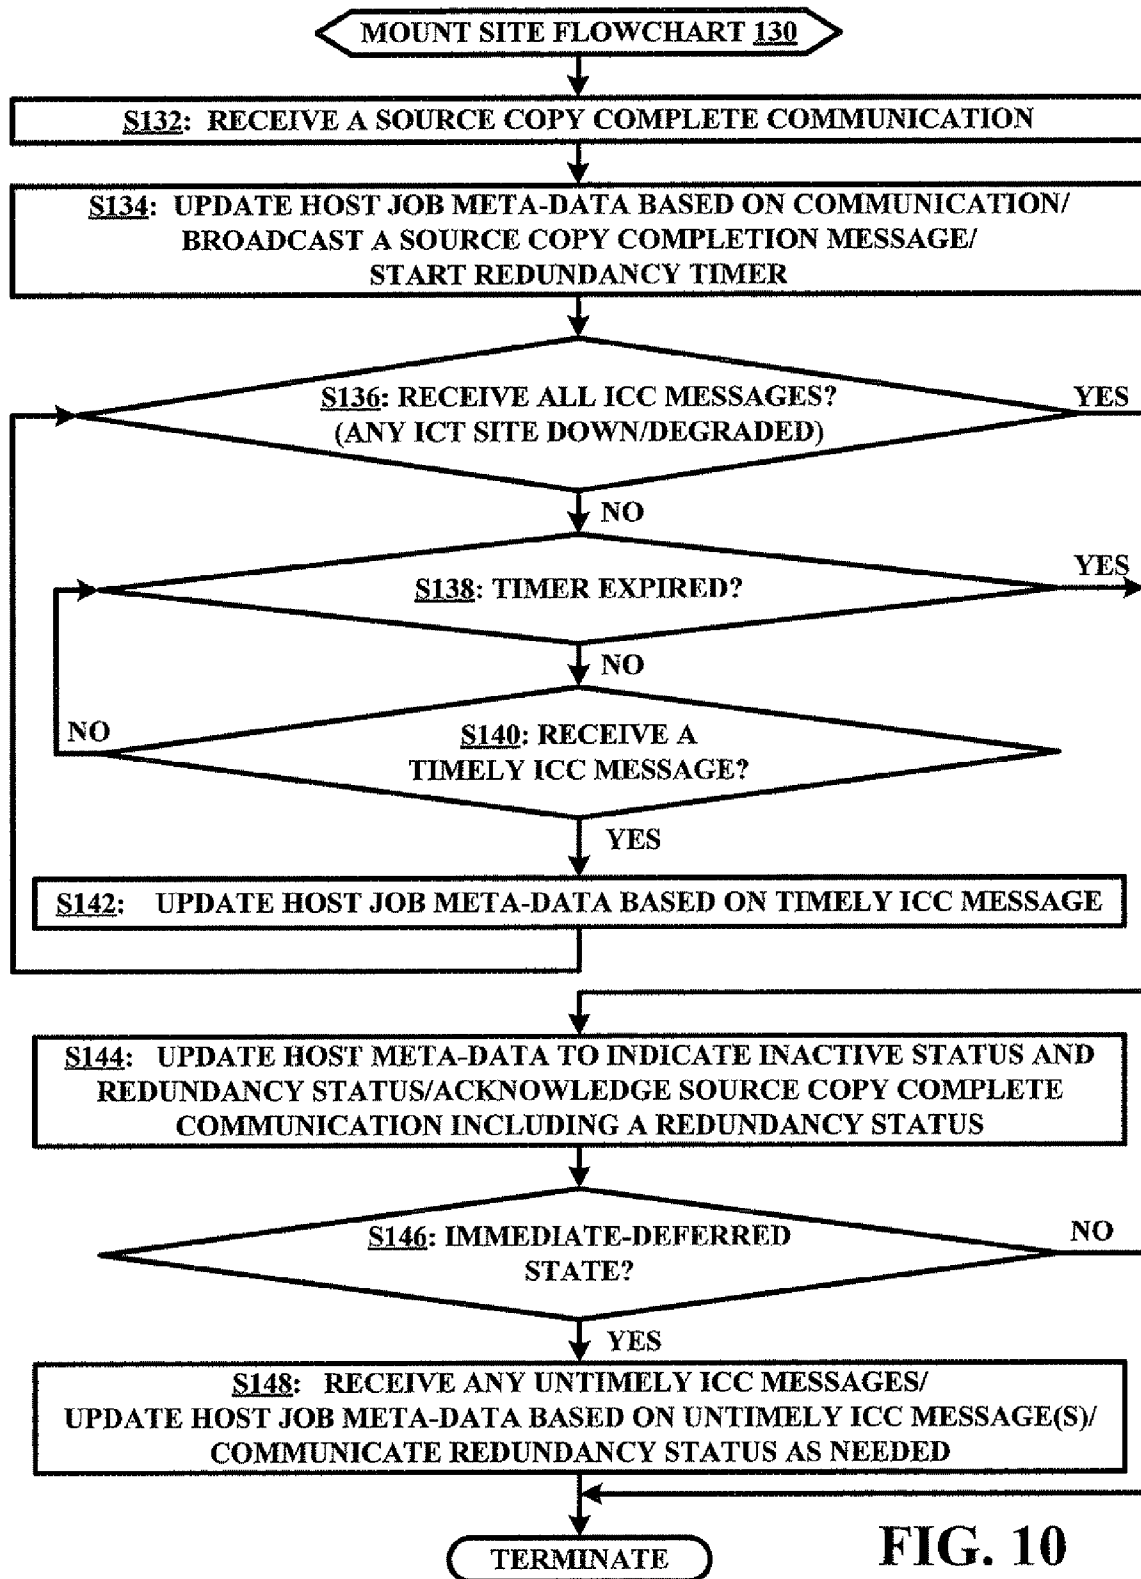 MOUNT SITE FLOWCHART 130
S132: RECEIVE A SOURCE COPY COMPLETE COMMUNICATION
S134: UPDATE HOST JOB META-DATA BASED ON COMMUNICATION/
BROADCAST A SOURCE COPY COMPLETION MESSAGE/
START REDUNDANCY TIMER
S136: RECEIVE ALL ICC MESSAGES?
(ANY ICT SITE DOWN/DEGRADED)
YES
NO
S138: TIMER EXPIRED?
YES
NO
S140: RECEIVE A
TIMELY ICC MESSAGE?
NO
YES
S142: UPDATE HOST JOB META-DATA BASED ON TIMELY ICC MESSAGE
S144: UPDATE HOST META-DATA TO INDICATE INACTIVE STATUS AND
REDUNDANCY STATUS/ACKNOWLEDGE SOURCE COPY COMPLETE
COMMUNICATION INCLUDING A REDUNDANCY STATUS
S146: IMMEDIATE-DEFERRED
STATE?
NO
YES
S148: RECEIVE ANY UNTIMELY ICC MESSAGES/
UPDATE HOST JOB META-DATA BASED ON UNTIMELY ICC MESSAGE(S)/
COMMUNICATE REDUNDANCY STATUS AS NEEDED
TERMINATE
FIG. 10